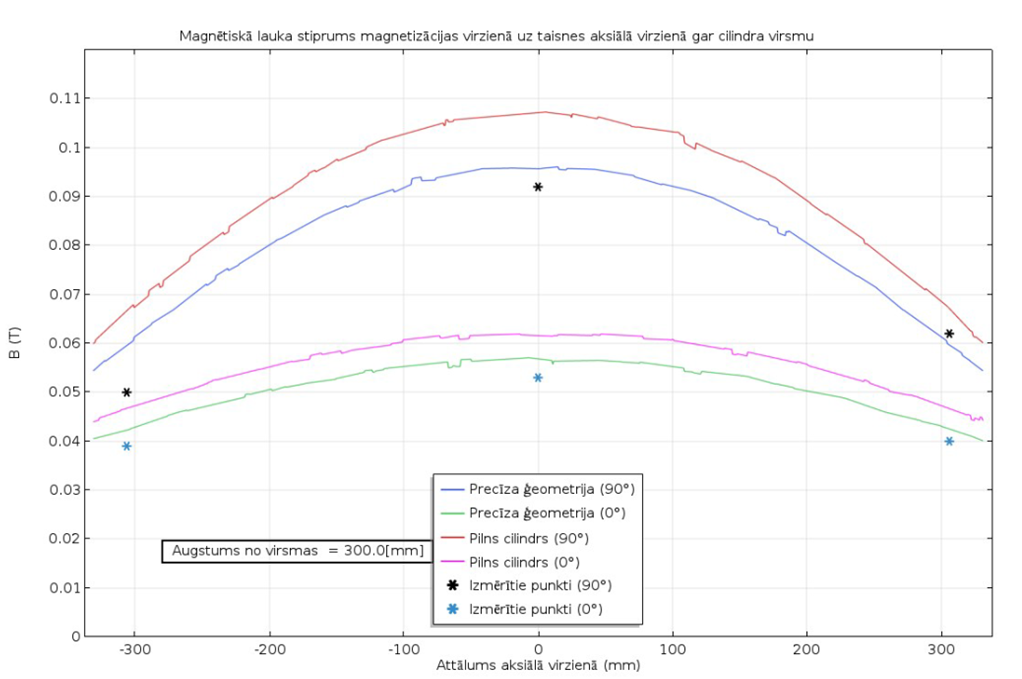 Magnētiskā lauka stiprums magnetizācijas virzienā uz taisnes aksiālā virzienā gar cilindra virsmu
B (T)
0.11
0.1
0.09
0.08
0.07
0.06
0.05
0.04
0.03
0.02
0.01
0
Precīza ģeometrija (90°)
Precīza ģeometrija (0°)
Pilns cilindrs (90°)
Pilns cilindrs (0°)
Izmērītie punkti (90°)
Izmērītie punkti (0°)
Augstums no virsmas = 300.0[mm]
-300 -200 -100 0 100 200 300
Attālums aksiālā virzienā (mm)